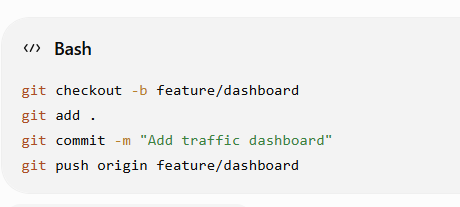 </> Bash
git checkout -b feature/dashboard
git add .
git commit -m "Add traffic dashboard"
git push origin feature/dashboard